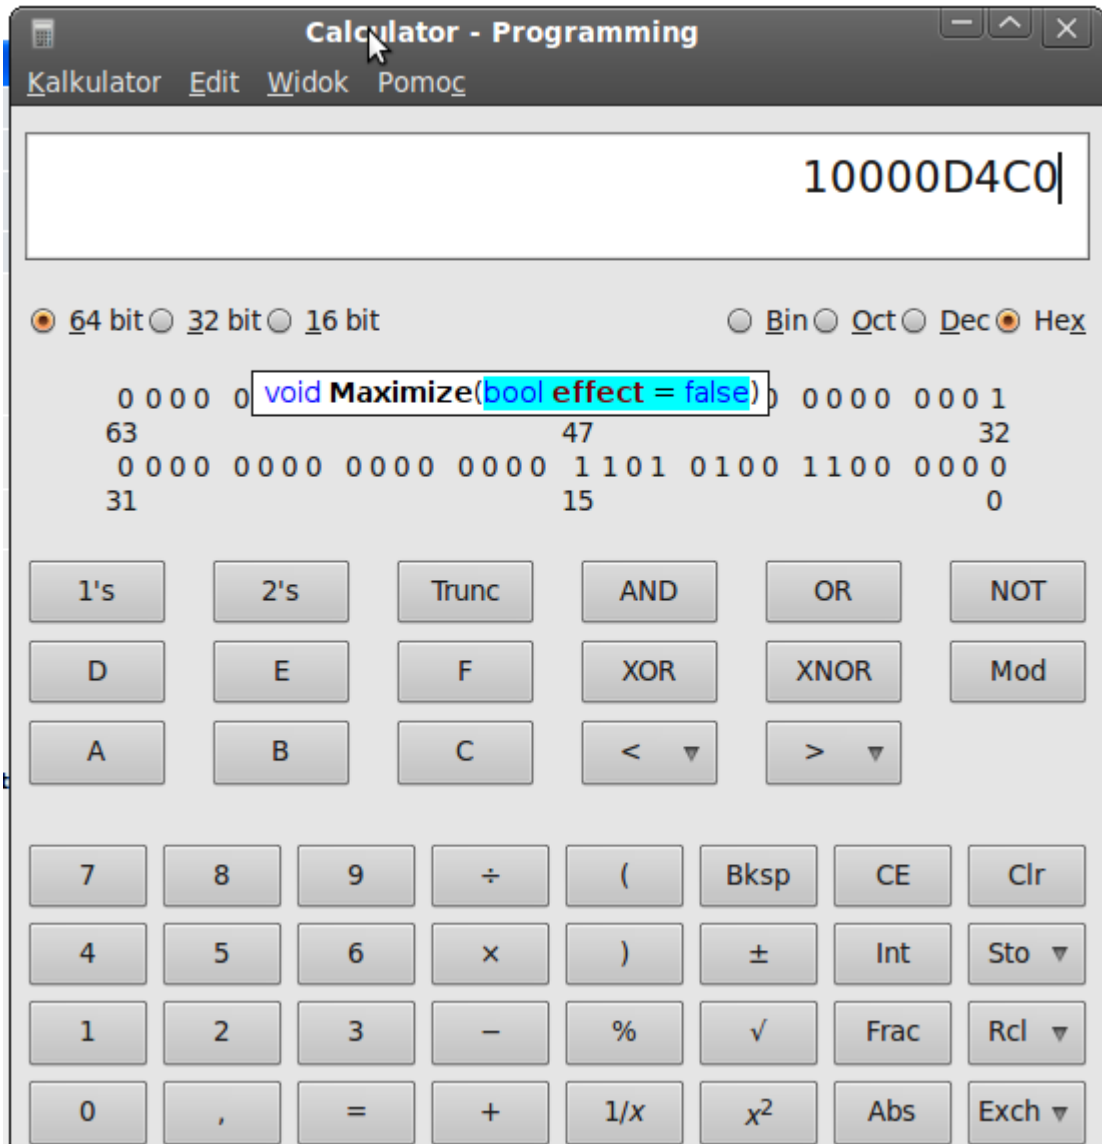 Calculator - Programming
Kalkulator Edit Widok Pomoc
10000D4C0
64 bit 32 bit 16 bit Bin Oct Dec Hex
0 0 0 0 0 void Maximize(bool effect = false) 0 0 0 0 0 0 0 1
63 47 32
0 0 0 0 0 0 0 0 0 0 0 0 0 0 0 0 1 1 0 1 0 1 0 0 1 1 0 0 0 0 0 0
31 15 0
1's 2's Trunc AND OR NOT
D E F XOR XNOR Mod
A B C < >
7 8 9 ÷ ( Bksp CE Clr
4 5 6 × ) ± Int Sto
1 2 3 − % √ Frac Rcl
0 , = + 1/x x² Abs Exch